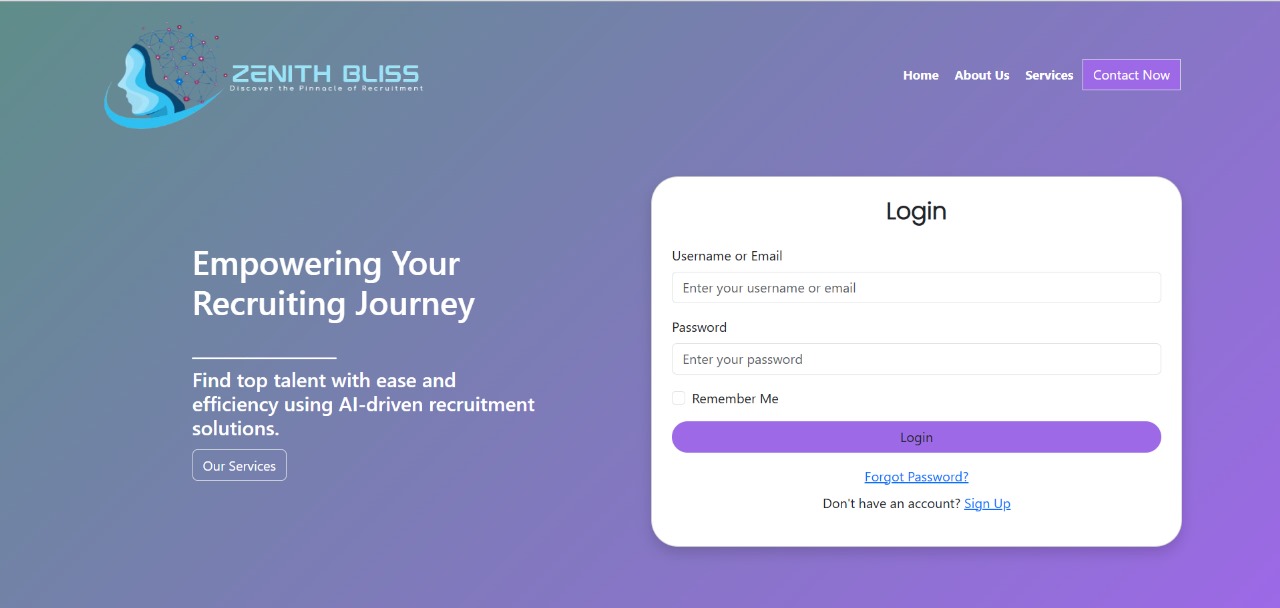 ZENITH BLISS
Discover the Pinnacle of Recruitment
Home About Us Services Contact Now
Empowering Your
Recruiting Journey
Find top talent with ease and
efficiency using AI-driven recruitment
solutions.
Our Services
Login
Username or Email
Enter your username or email
Password
Enter your password
Remember Me
Login
Forgot Password?
Don't have an account? Sign Up